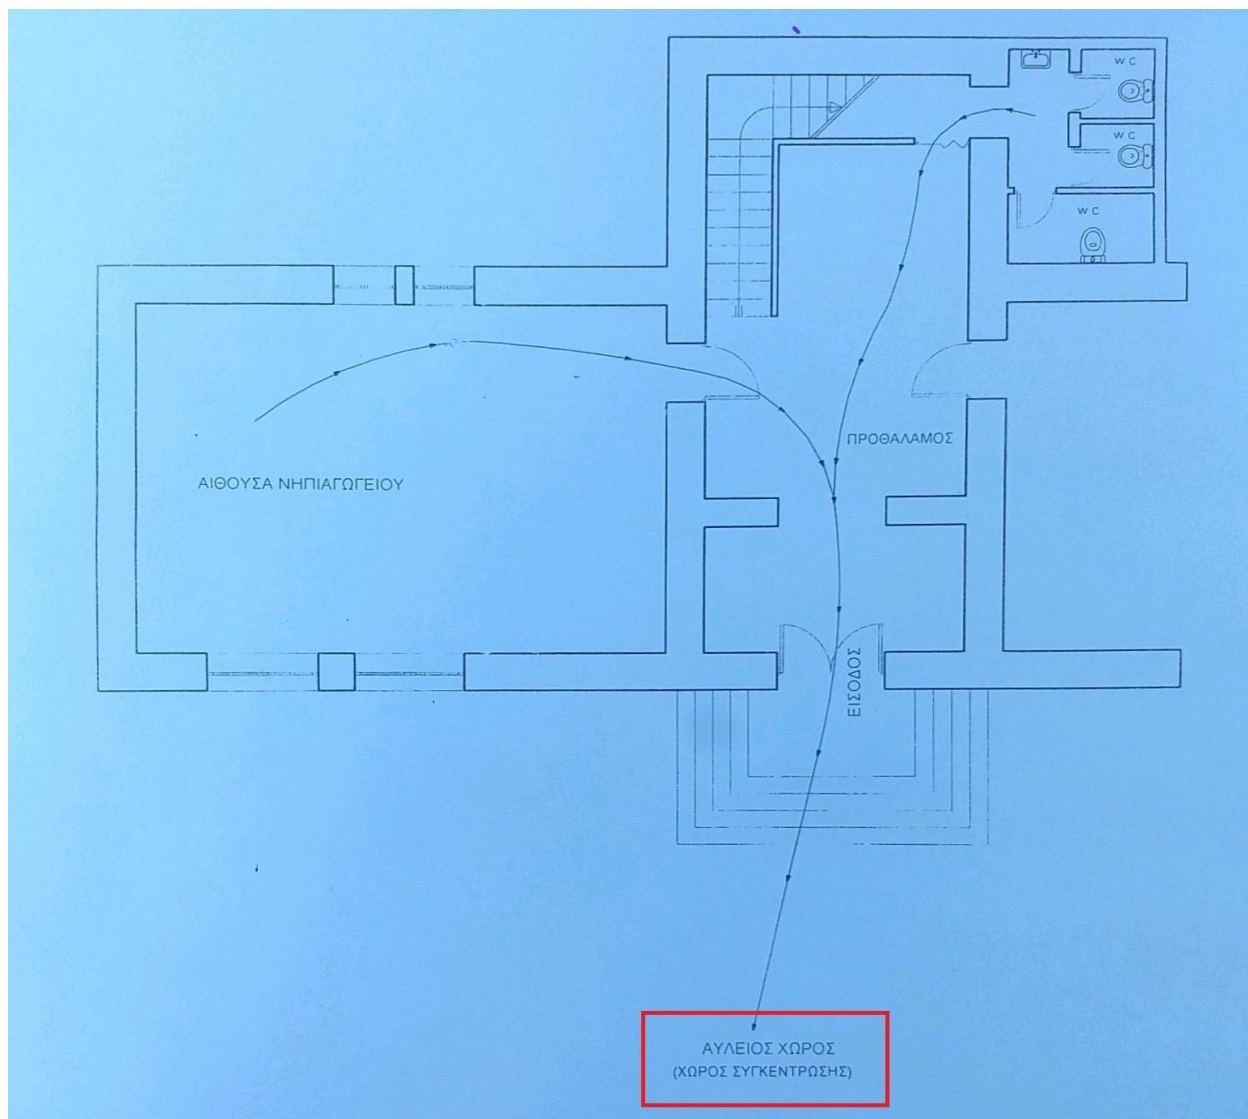 W C
W C
W C
ΠΡΟΘΑΛΑΜΟΣ
ΑΙΘΟΥΣΑ ΝΗΠΙΑΓΩΓΕΙΟΥ
ΕΙΣΟΔΟΣ
ΑΥΛΕΙΟΣ ΧΩΡΟΣ
(ΧΩΡΟΣ ΣΥΓΚΕΝΤΡΩΣΗΣ)